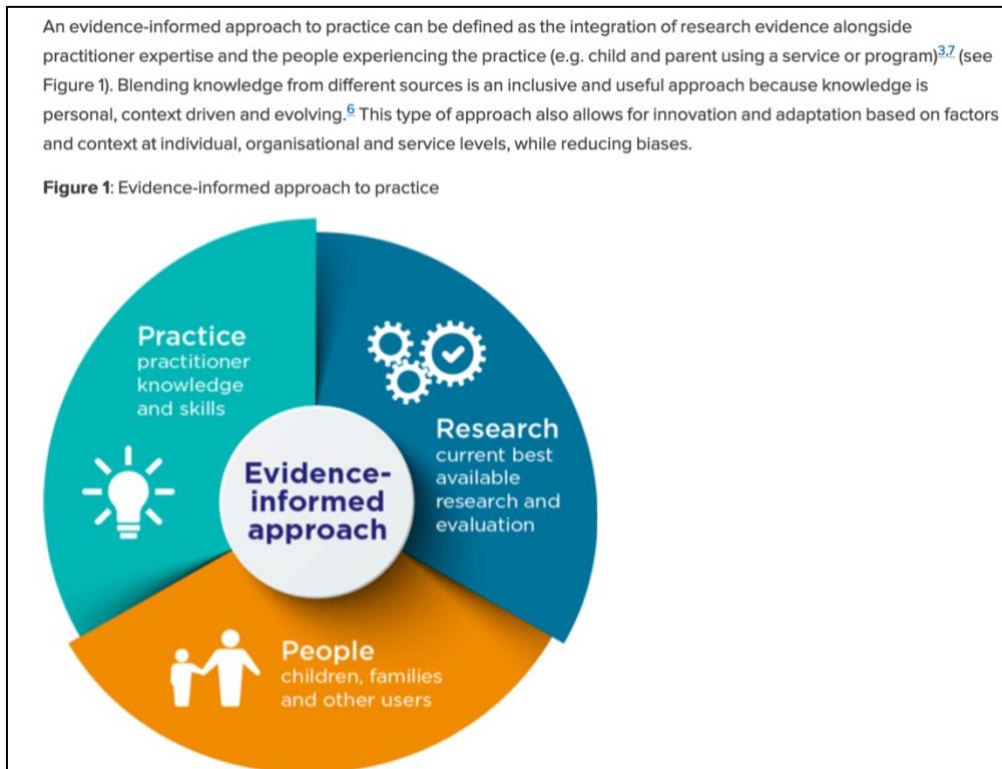 An evidence-informed approach to practice can be defined as the integration of research evidence alongside
practitioner expertise and the people experiencing the practice (e.g. child and parent using a service or program)3,7 (see
Figure 1). Blending knowledge from different sources is an inclusive and useful approach because knowledge is
personal, context driven and evolving.6 This type of approach also allows for innovation and adaptation based on factors
and context at individual, organisational and service levels, while reducing biases.
Figure 1: Evidence-informed approach to practice
Practice
practitioner
knowledge
and skills
Research
current best
available
research and
evaluation
Evidence-
informed
approach
People
children, families
and other users